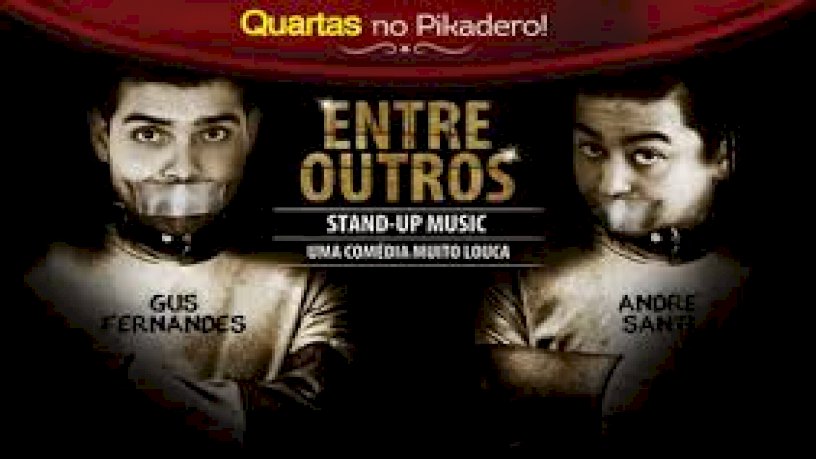 Quartas no Pikadero!
ENTRE
OUTROS
STAND-UP MUSIC
UMA COMÉDIA MUITO LOUCA
GUS
FERNANDES
ANDRE
SANTI